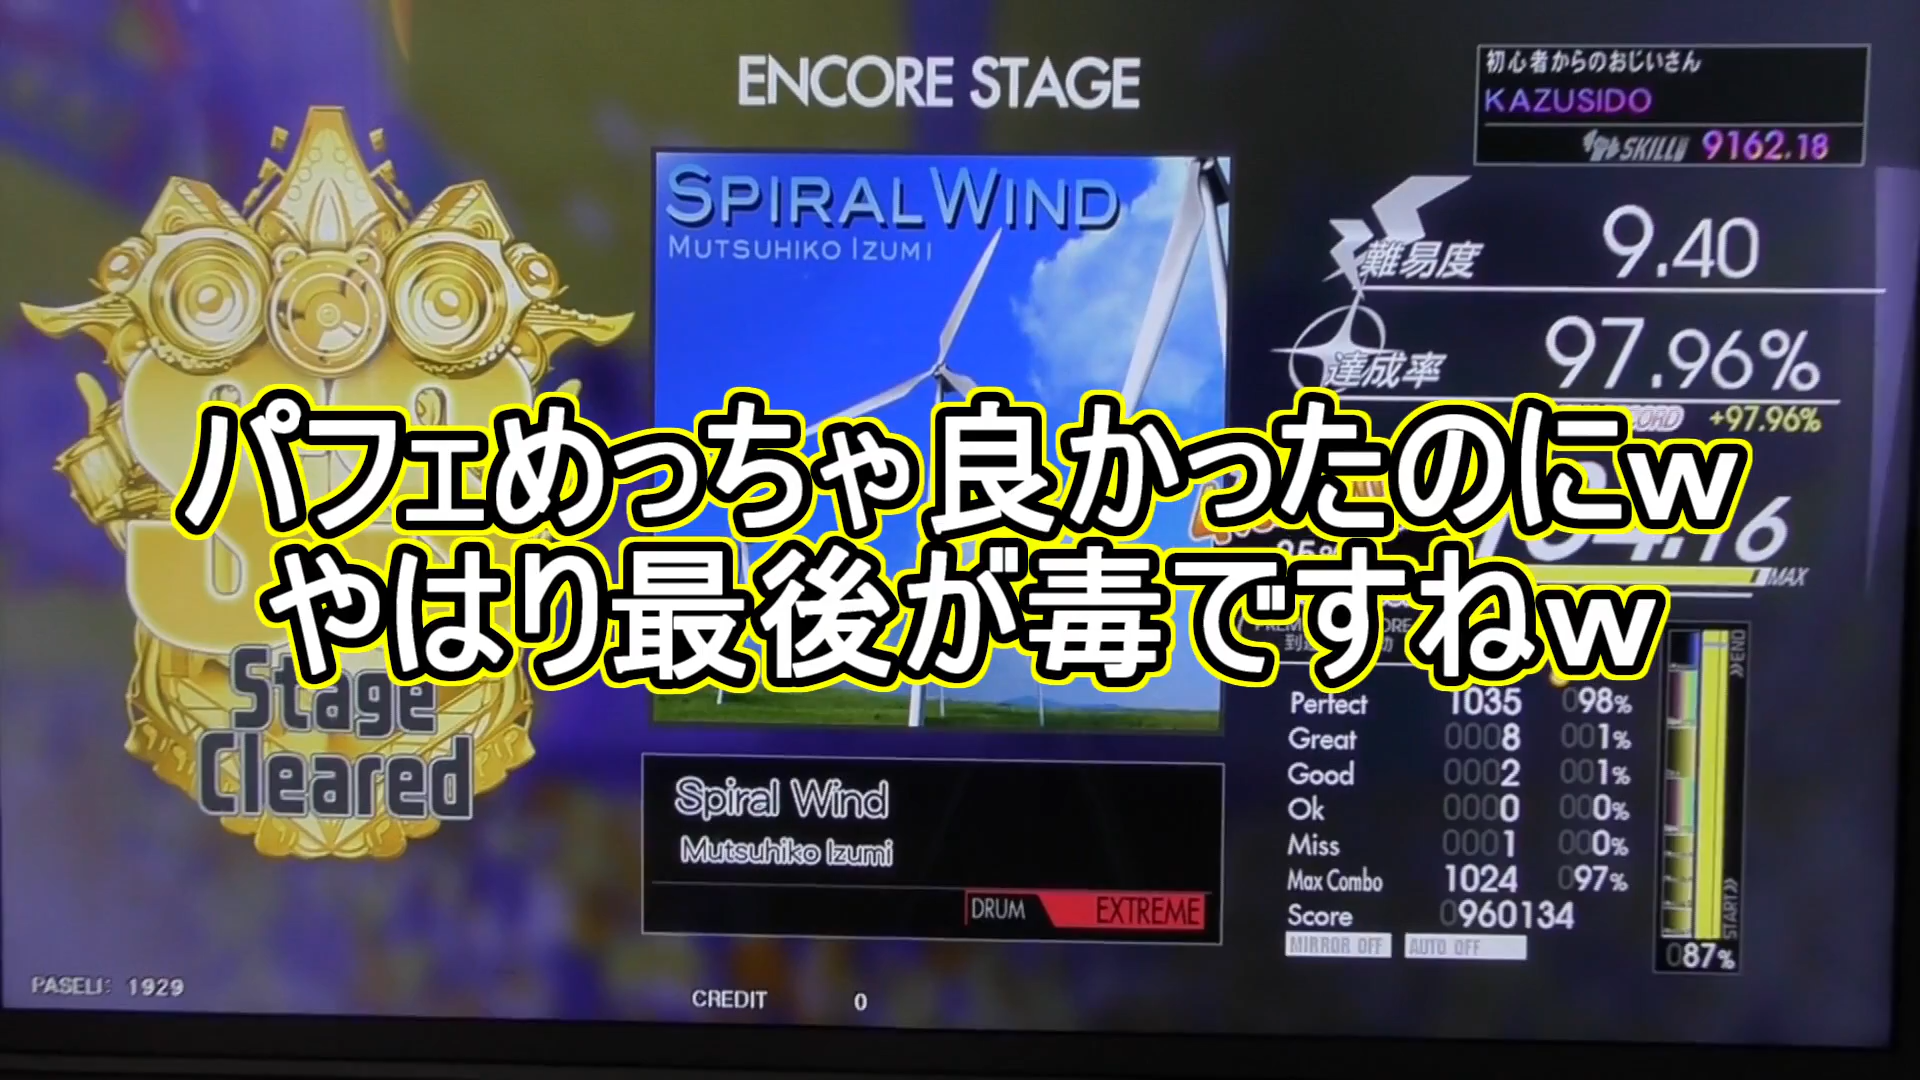 ENCORE STAGE
初心者からのおじいさん
KAZUSIDO
SKILL 9162.18
SPIRAL WIND
MUTSUHIKO IZUMI
難易度 9.40
達成率 97.96%
+97.96%
パフェめっちゃ良かったのにｗ
やはり最後が毒ですねｗ
MAX
Stage
Cleared
Perfect 1035 098%
Great 0008 001%
Good 0002 001%
Ok 0000 000%
Miss 0001 000%
Max Combo 1024 097%
Score 0960134
MIRROR OFF AUTO OFF
END
START
087%
Spiral Wind
Mutsuhiko Izumi
DRUM EXTREME
PASELI: 1929
CREDIT 0